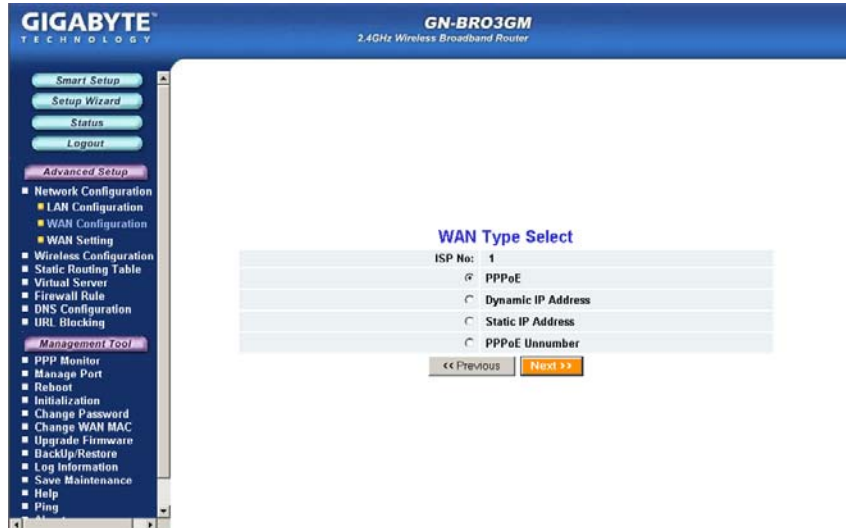 GIGABYTE
TECHNOLOGY
GN-BR03GM
2.4GHz Wireless Broadband Router
Smart Setup
Setup Wizard
Status
Logout
Advanced Setup
Network Configuration
LAN Configuration
WAN Configuration
WAN Setting
Wireless Configuration
Static Routing Table
Virtual Server
Firewall Rule
DNS Configuration
URL Blocking
Management Tool
PPP Monitor
Manage Port
Reboot
Initialization
Change Password
Change WAN MAC
Upgrade Firmware
BackUp/Restore
Log Information
Save Maintenance
Help
Ping
WAN Type Select
ISP No: 1
PPPoE
Dynamic IP Address
Static IP Address
PPPoE Unnumber
<< Previous
Next >>